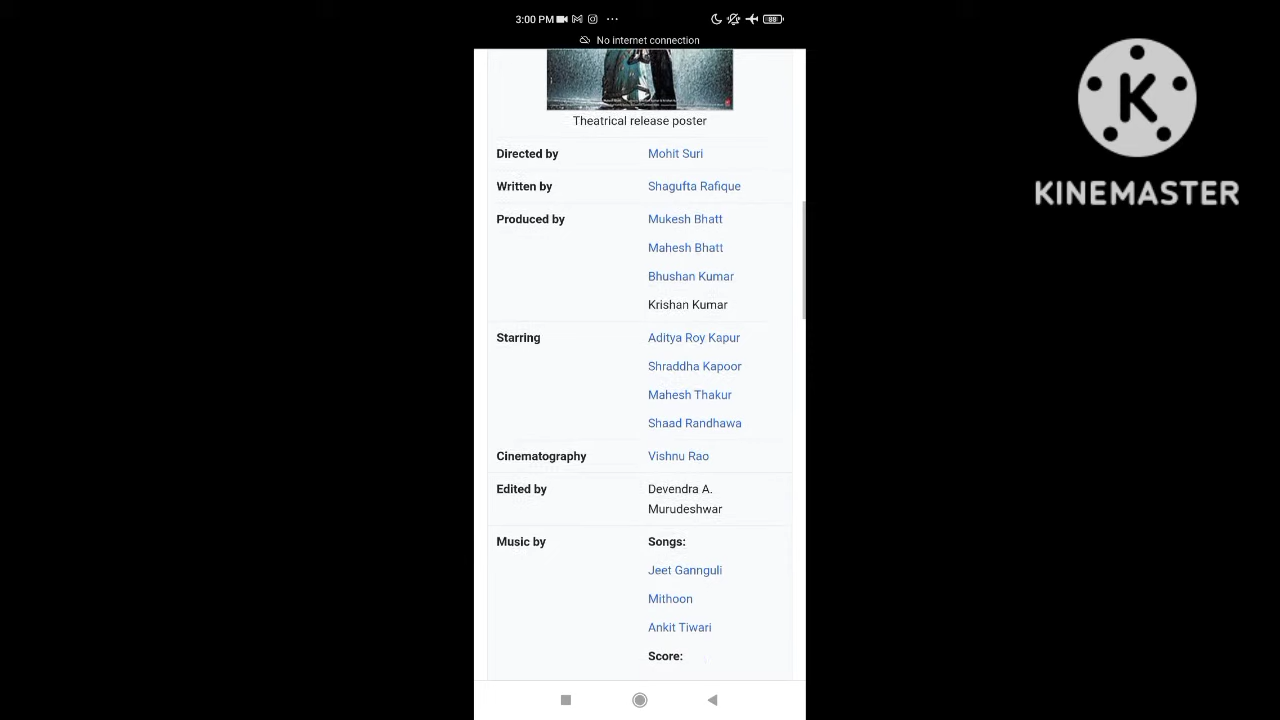 3:00 PM
88
No internet connection
Theatrical release poster
Directed by Mohit Suri
Written by Shagufta Rafique
Produced by Mukesh Bhatt
Mahesh Bhatt
Bhushan Kumar
Krishan Kumar
Starring Aditya Roy Kapur
Shraddha Kapoor
Mahesh Thakur
Shaad Randhawa
Cinematography Vishnu Rao
Edited by Devendra A.
Murudeshwar
Music by Songs:
Jeet Gannguli
Mithoon
Ankit Tiwari
Score:
K
KINEMASTER